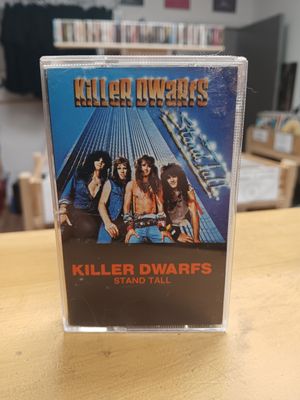 KiLLER DWARFS
Stand Tall
KILLER DWARFS
STAND TALL